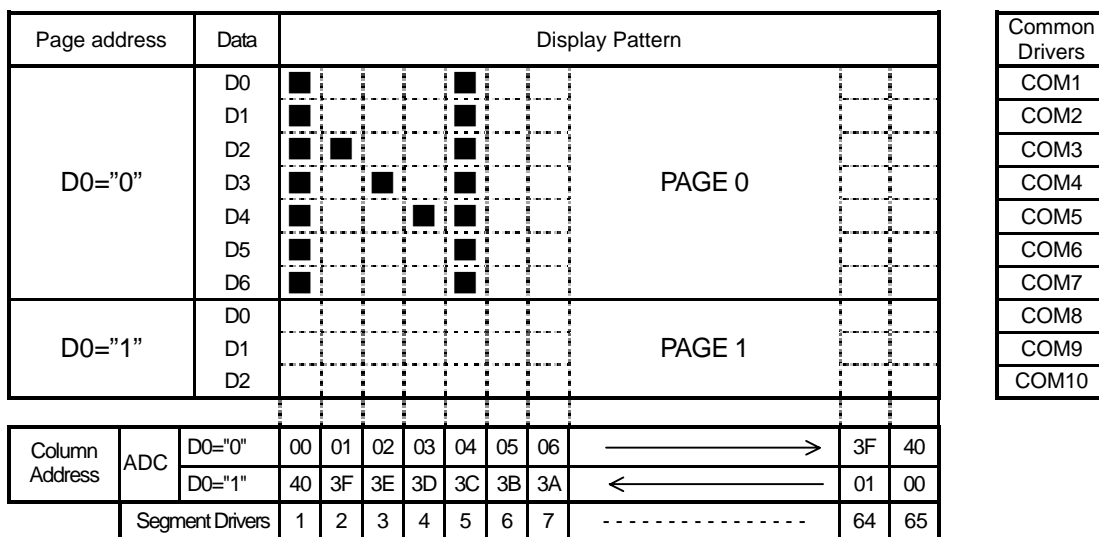 Page address Data Display Pattern Common Drivers
D0 COM1
D1 COM2
D2 COM3
D0="0" D3 PAGE 0 COM4
D4 COM5
D5 COM6
D6 COM7
D0 COM8
D0="1" D1 PAGE 1 COM9
D2 COM10
Column Address ADC D0="0" 00 01 02 03 04 05 06 3F 40
D0="1" 40 3F 3E 3D 3C 3B 3A 01 00
Segment Drivers 1 2 3 4 5 6 7 64 65